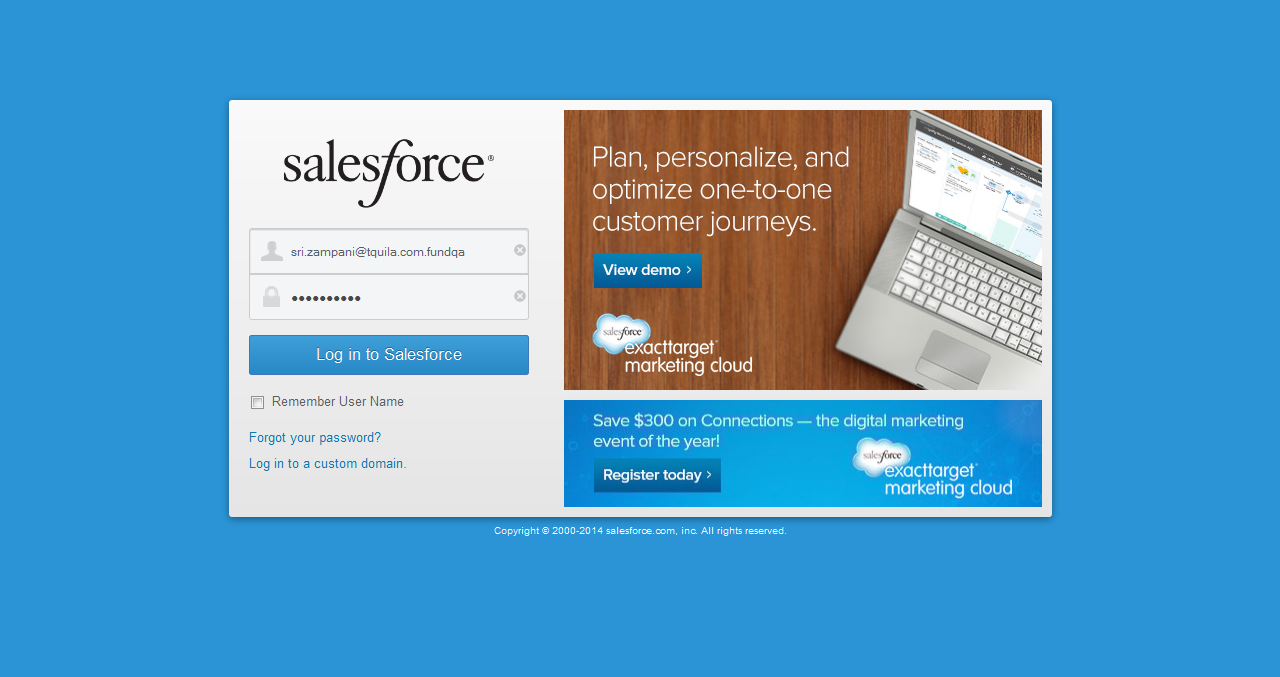 salesforce®
sri.zampani@tquila.com.fundqa
••••••••••
Log in to Salesforce
Remember User Name
Forgot your password?
Log in to a custom domain.
Plan, personalize, and
optimize one-to-one
customer journeys.
View demo ›
salesforce
exacttarget
marketing cloud
Save $300 on Connections — the digital marketing
event of the year!
Register today ›
salesforce
exacttarget
marketing cloud
Copyright © 2000-2014 salesforce.com, inc. All rights reserved.